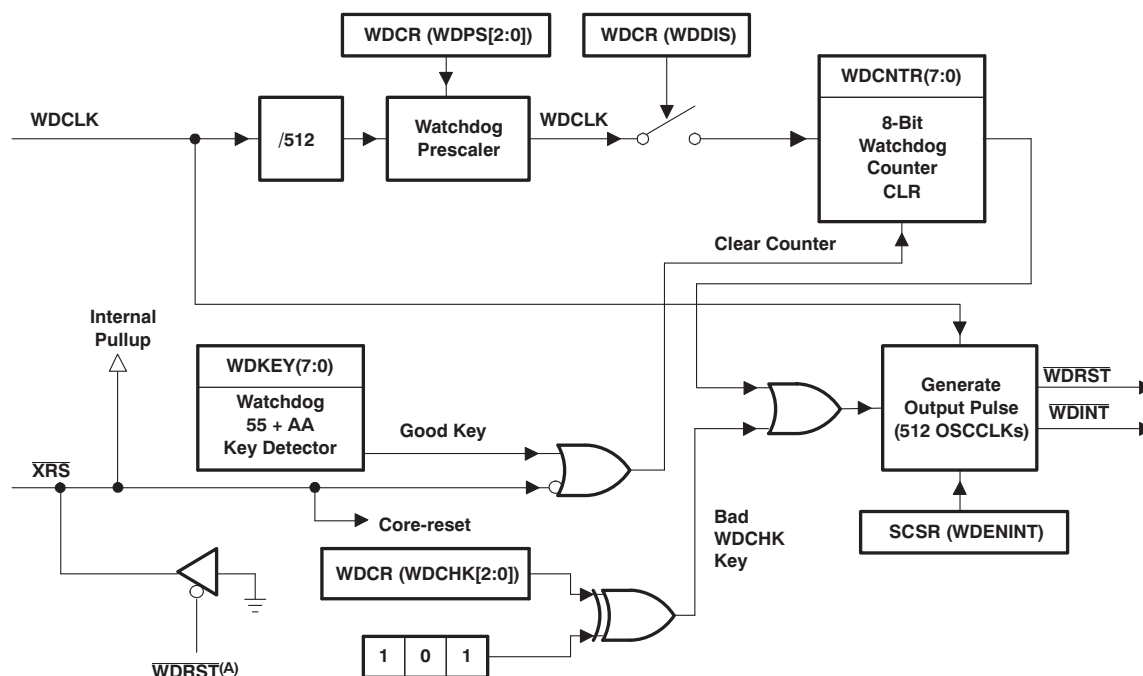 WDCR (WDPS[2:0])
WDCR (WDDIS)
WDCNTR(7:0)
WDCLK
/512
Watchdog
Prescaler
WDCLK
8-Bit
Watchdog
Counter
CLR
Clear Counter
Internal
Pullup
WDKEY(7:0)
Watchdog
55 + AA
Key Detector
Good Key
Generate
Output Pulse
(512 OSCCLKs)
WDRST
WDINT
XRS
Core-reset
Bad
WDCHK
Key
SCSR (WDENINT)
WDCR (WDCHK[2:0])
1 0 1
WDRST(A)